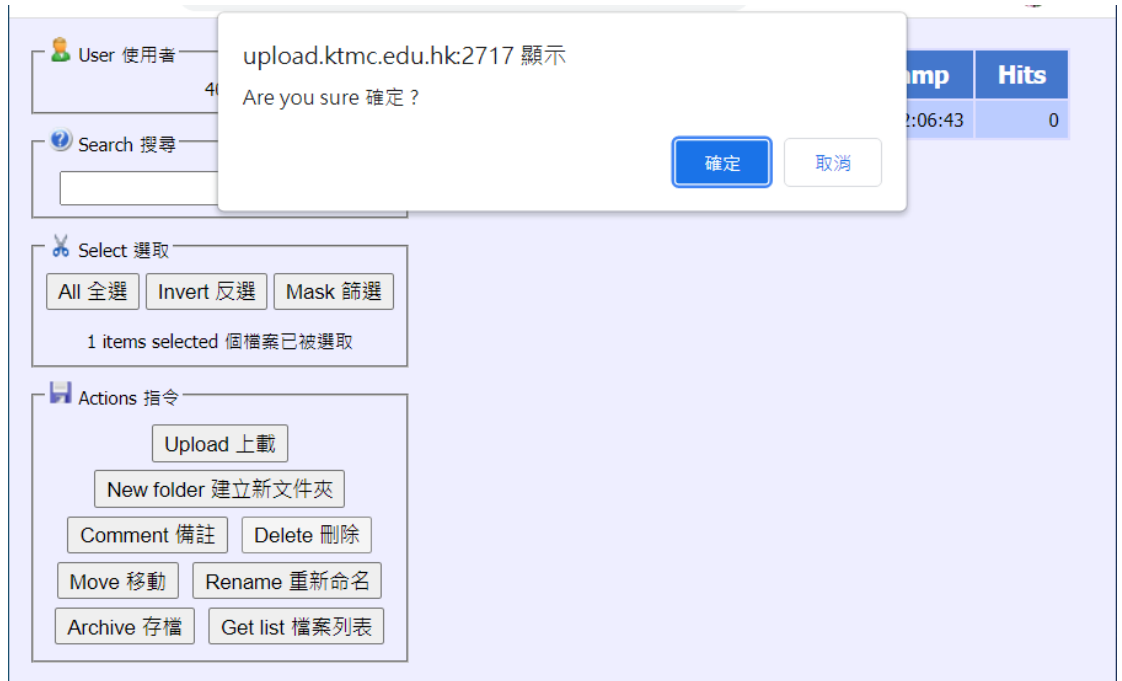 upload.ktmc.edu.hk:2717 顯示
Are you sure 確定？
確定
取消
User 使用者
Hits
2:06:43
0
Search 搜尋
Select 選取
All 全選
Invert 反選
Mask 篩選
1 items selected 個檔案已被選取
Actions 指令
Upload 上載
New folder 建立新文件夾
Comment 備註
Delete 刪除
Move 移動
Rename 重新命名
Archive 存檔
Get list 檔案列表